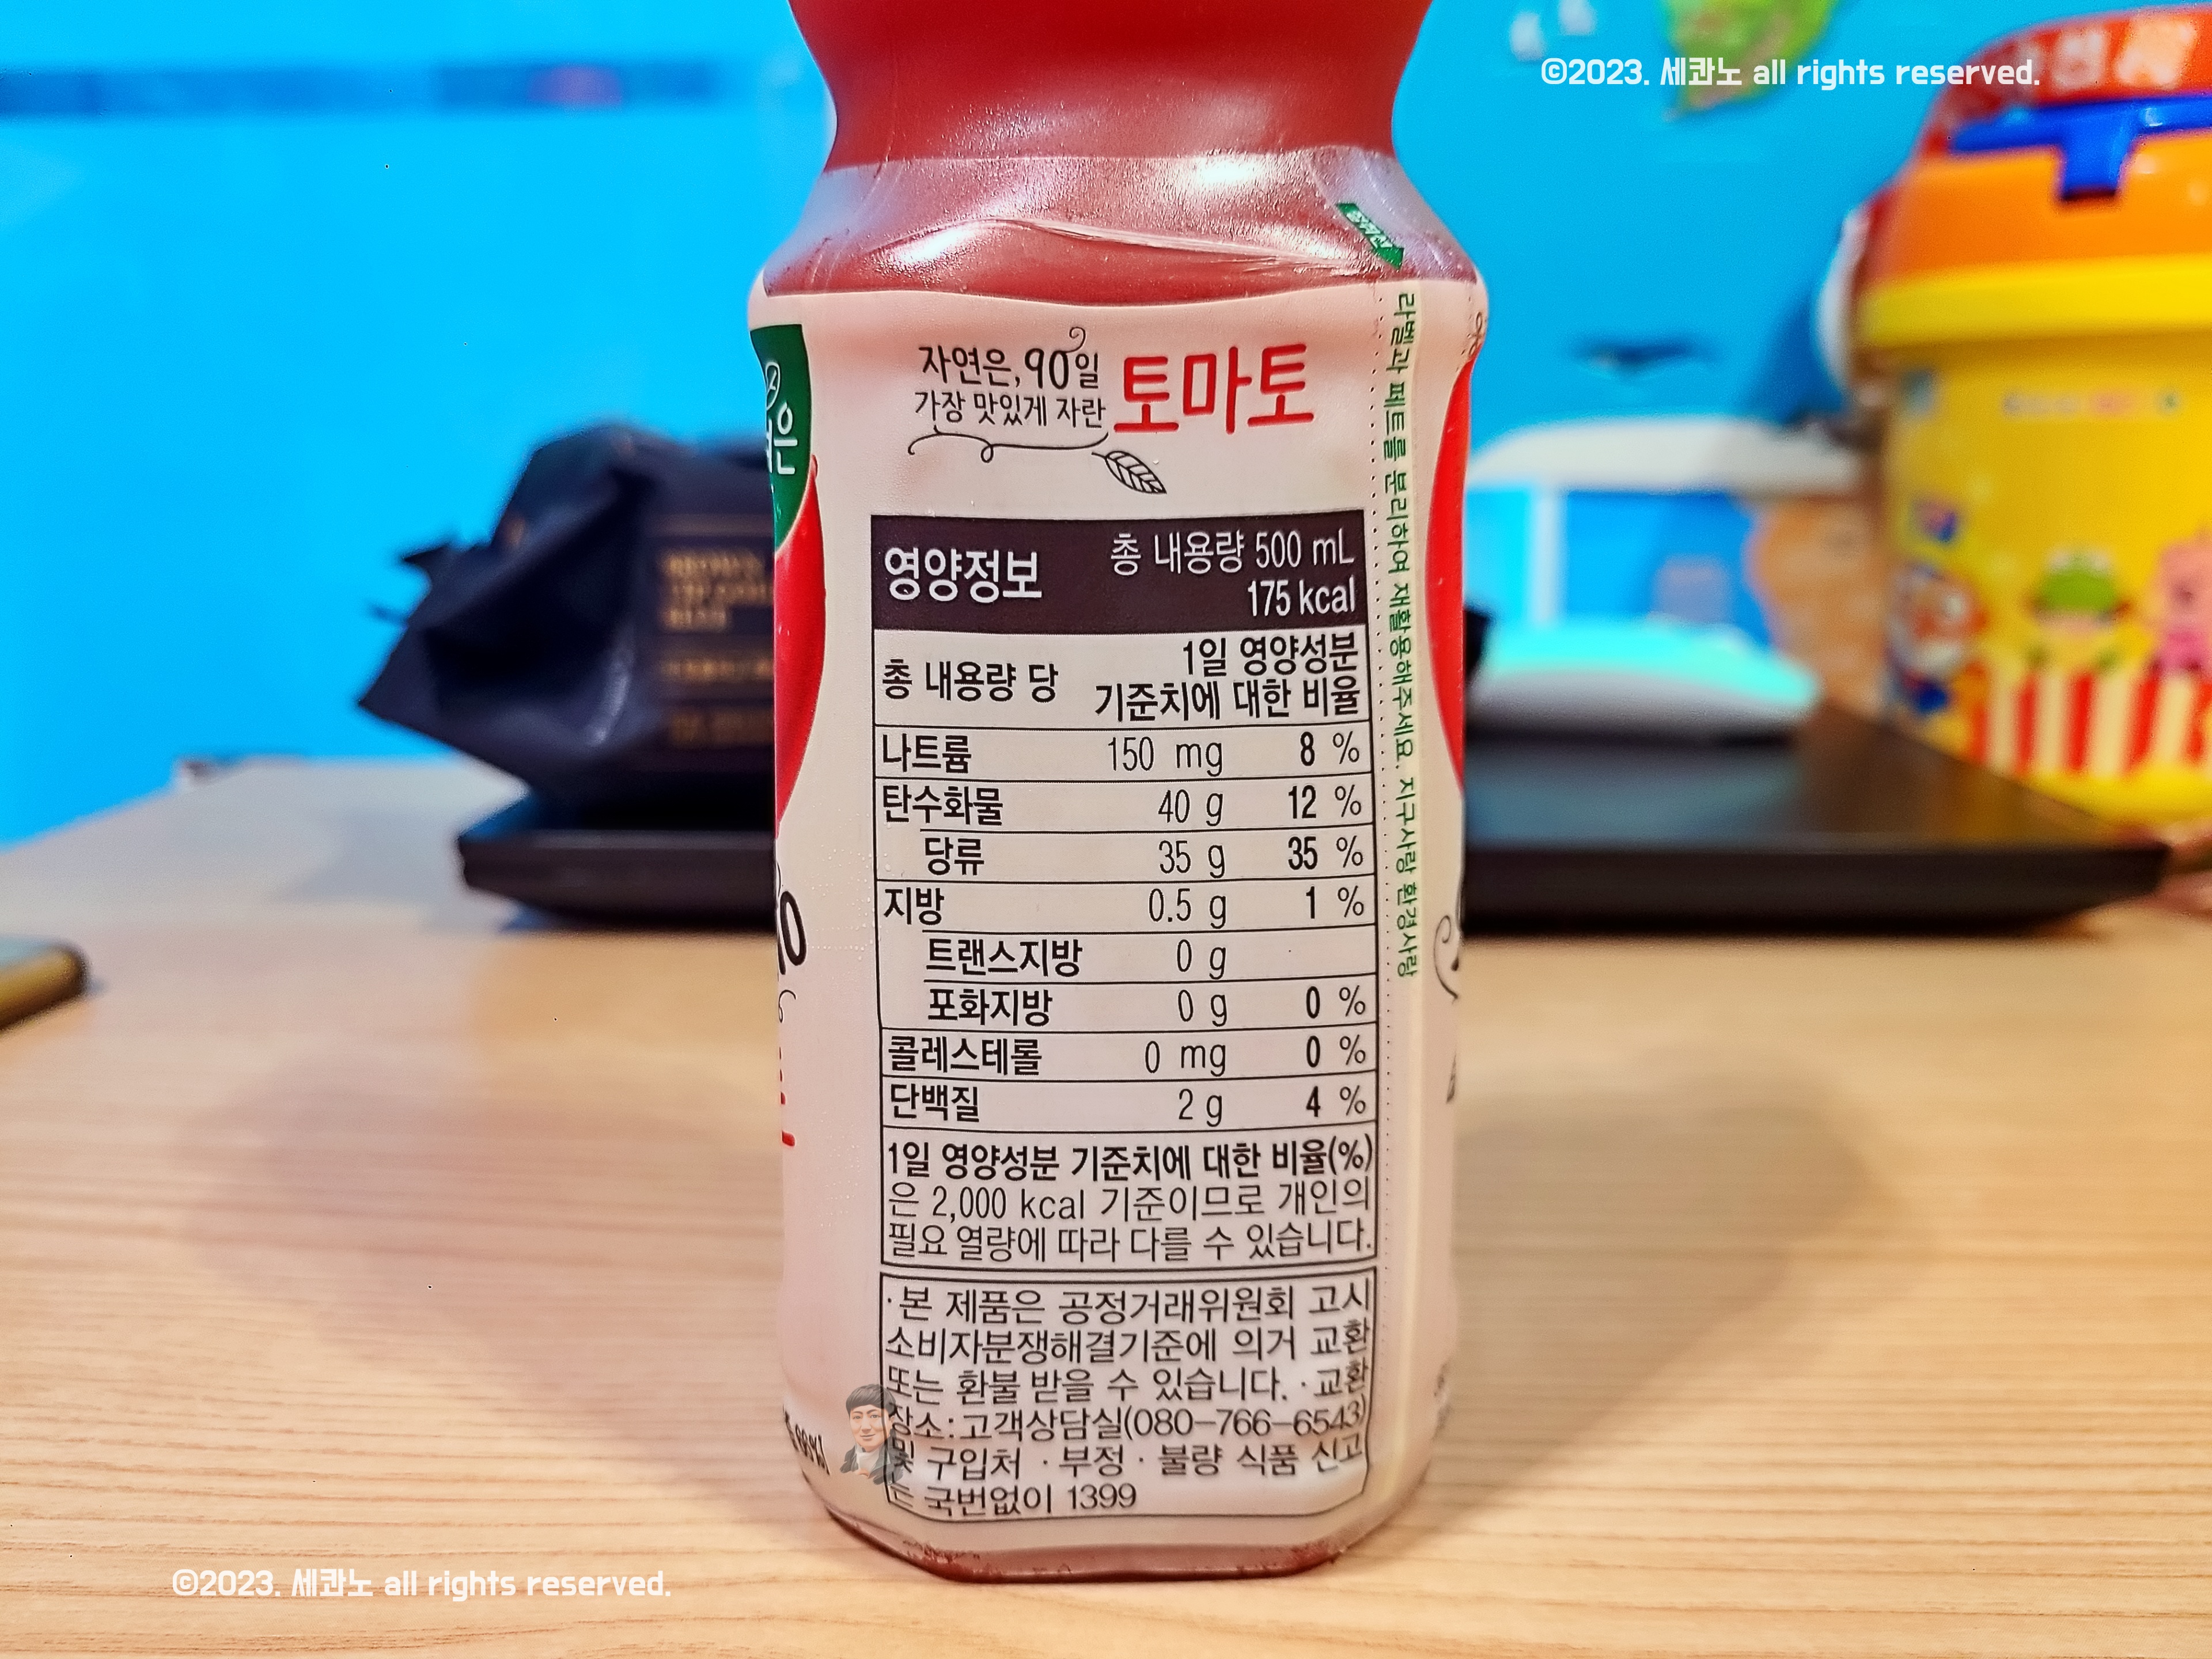 ©2023. 세콴노 all rights reserved.
자연은, 90일
가장 맛있게 자란
토마토
은
영양정보
총 내용량 500 mL
175 kcal
총 내용량 당
1일 영양성분
기준치에 대한 비율
나트륨 150 mg 8 %
탄수화물 40 g 12 %
당류 35 g 35 %
지방 0.5 g 1 %
트랜스지방 0 g
포화지방 0 g 0 %
콜레스테롤 0 mg 0 %
단백질 2 g 4 %
1일 영양성분 기준치에 대한 비율(%)
은 2,000 kcal 기준이므로 개인의
필요 열량에 따라 다를 수 있습니다.
·본 제품은 공정거래위원회 고시
소비자분쟁해결기준에 의거 교환
또는 환불 받을 수 있습니다. ·교환
장소:고객상담실(080-766-6543)
및 구입처 ·부정·불량 식품 신고
는 국번없이 1399
라벨과 페트를 분리하여 재활용해주세요. 지구사랑 환경사랑
©2023. 세콴노 all rights reserved.